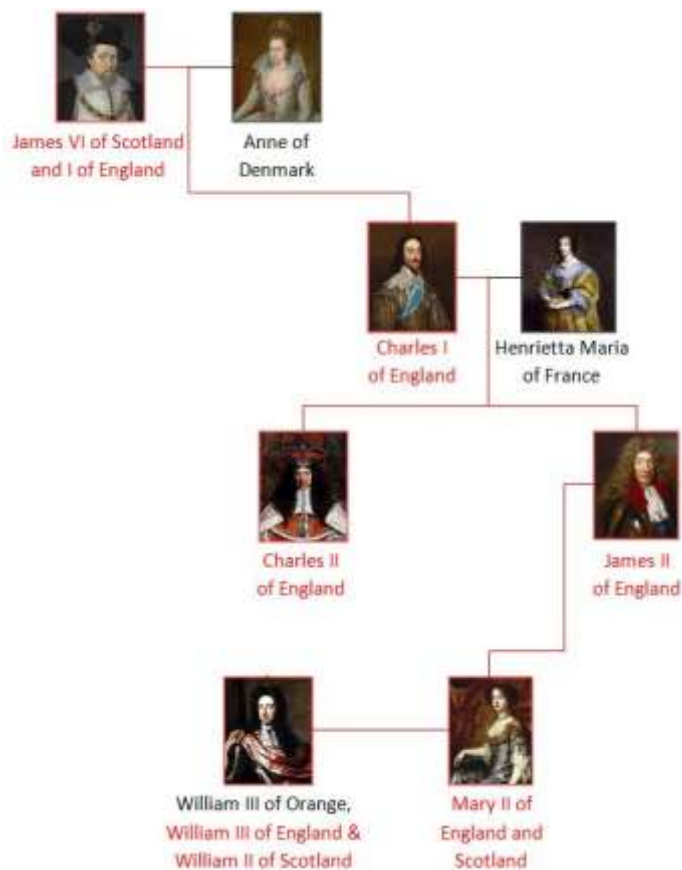 James VI of Scotland
and I of England
Anne of
Denmark
Charles I
of England
Henrietta Maria
of France
Charles II
of England
James II
of England
William III of Orange,
William III of England &
William II of Scotland
Mary II of
England and
Scotland